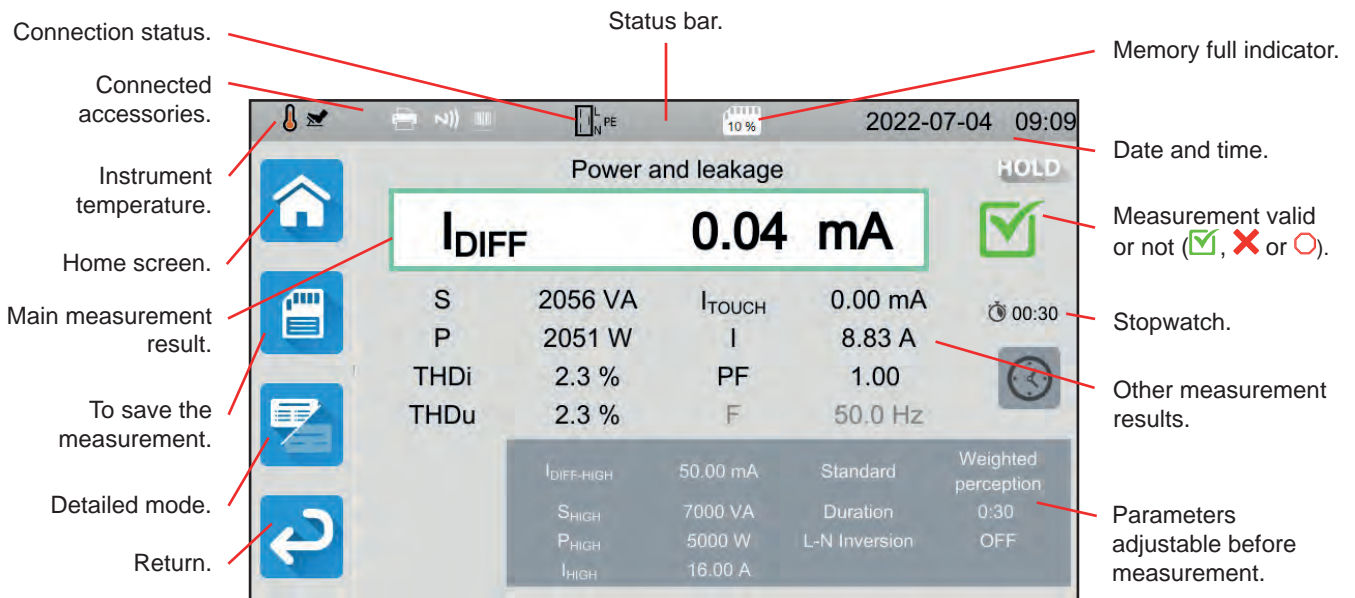 Status bar.
Connection status.
Memory full indicator.
Connected
accessories.
L
N
PE
10 %
2022-07-04 09:09
Date and time.
Instrument
temperature.
Power and leakage
HOLD
Measurement valid
or not (☑, ✕ or ⎔).
IDIFF 0.04 mA
Home screen.
Main measurement
result.
S 2056 VA ITOUCH 0.00 mA
00:30
Stopwatch.
P 2051 W I 8.83 A
THDi 2.3 % PF 1.00
THDu 2.3 % F 50.0 Hz
Other measurement
results.
To save the
measurement.
Detailed mode.
Return.
IDIFF-HIGH 50.00 mA Standard Weighted
perception
SHIGH 7000 VA Duration 0:30
PHIGH 5000 W L-N Inversion OFF
IHIGH 16.00 A
Parameters
adjustable before
measurement.